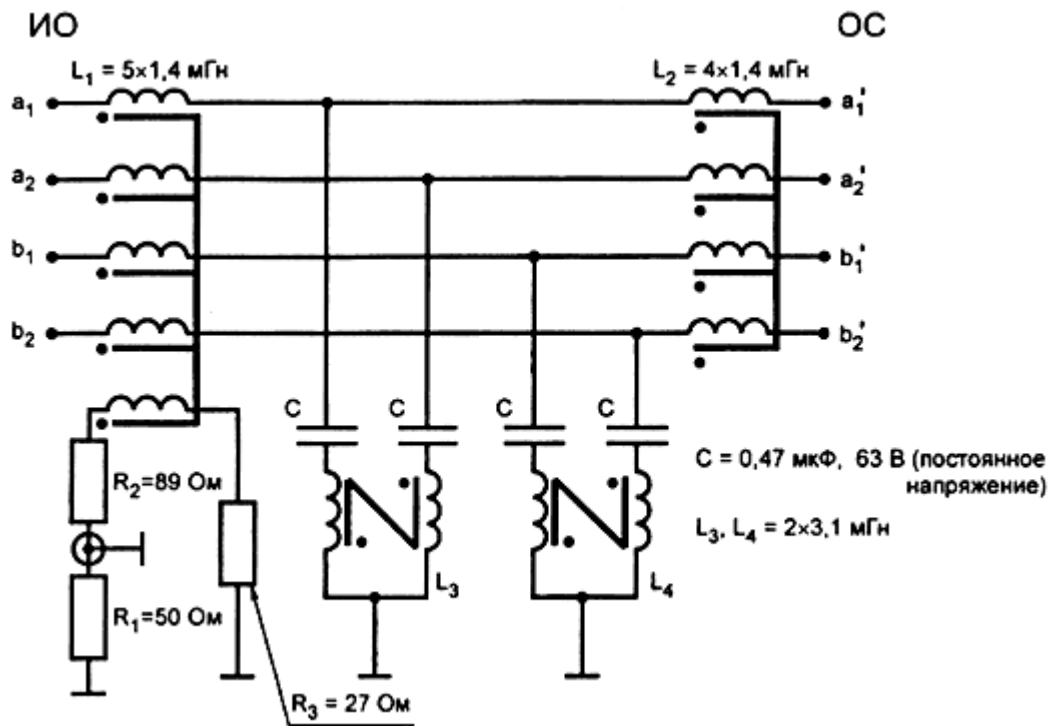 ИО
ОС
L₁ = 5×1,4 мГн
L₂ = 4×1,4 мГн
a₁
a₁'
a₂
a₂'
b₁
b₁'
b₂
b₂'
C
C
C
C
C = 0,47 мкФ, 63 В (постоянное
напряжение)
R₂=89 Ом
L₃, L₄ = 2×3,1 мГн
L₃
L₄
R₁=50 Ом
R₃ = 27 Ом